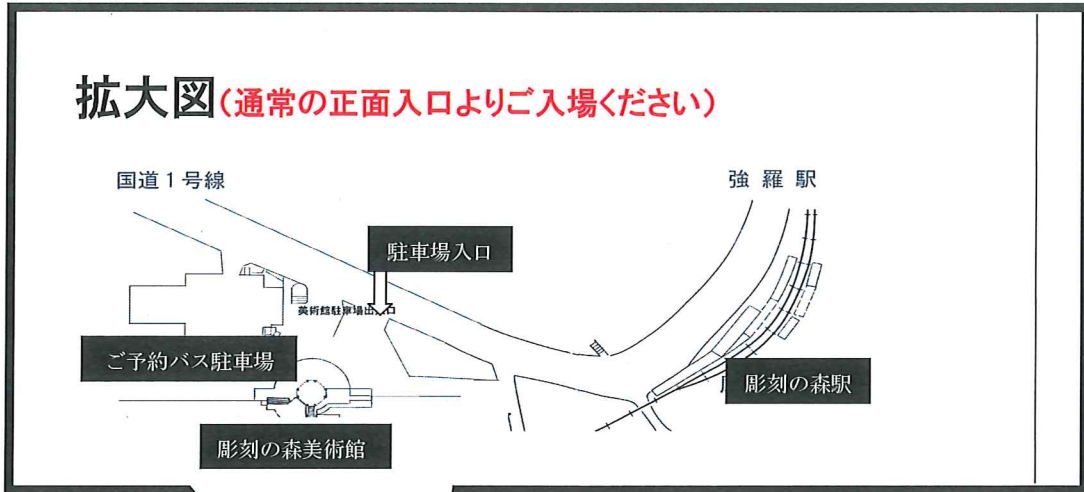 拡大図(通常の正面入口よりご入場ください)
国道1号線
強羅駅
駐車場入口
美術館駐車場出入口
ご予約バス駐車場
彫刻の森駅
彫刻の森美術館